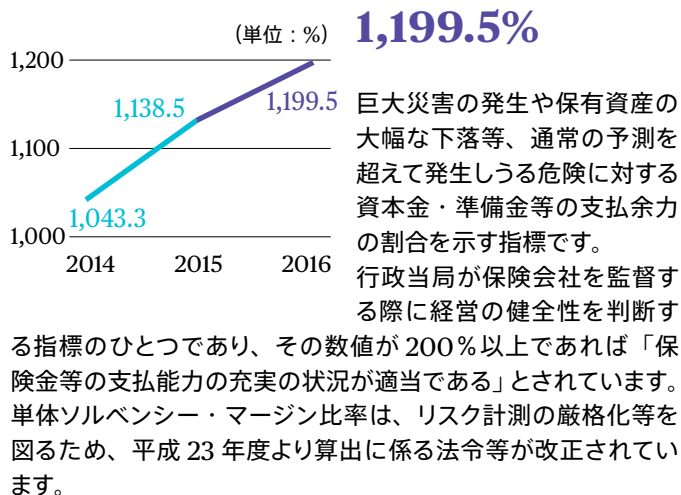 (単位：%)
1,199.5%
1,200
1,138.5
1,199.5
1,100
1,043.3
1,000
2014 2015 2016
巨大災害の発生や保有資産の
大幅な下落等、通常の予測を
超えて発生しうる危険に対する
資本金・準備金等の支払余力
の割合を示す指標です。
行政当局が保険会社を監督す
る際に経営の健全性を判断す
る指標のひとつであり、その数値が 200％以上であれば「保
険金等の支払能力の充実の状況が適当である」とされています。
単体ソルベンシー・マージン比率は、リスク計測の厳格化等を
図るため、平成 23 年度より算出に係る法令等が改正されてい
ます。